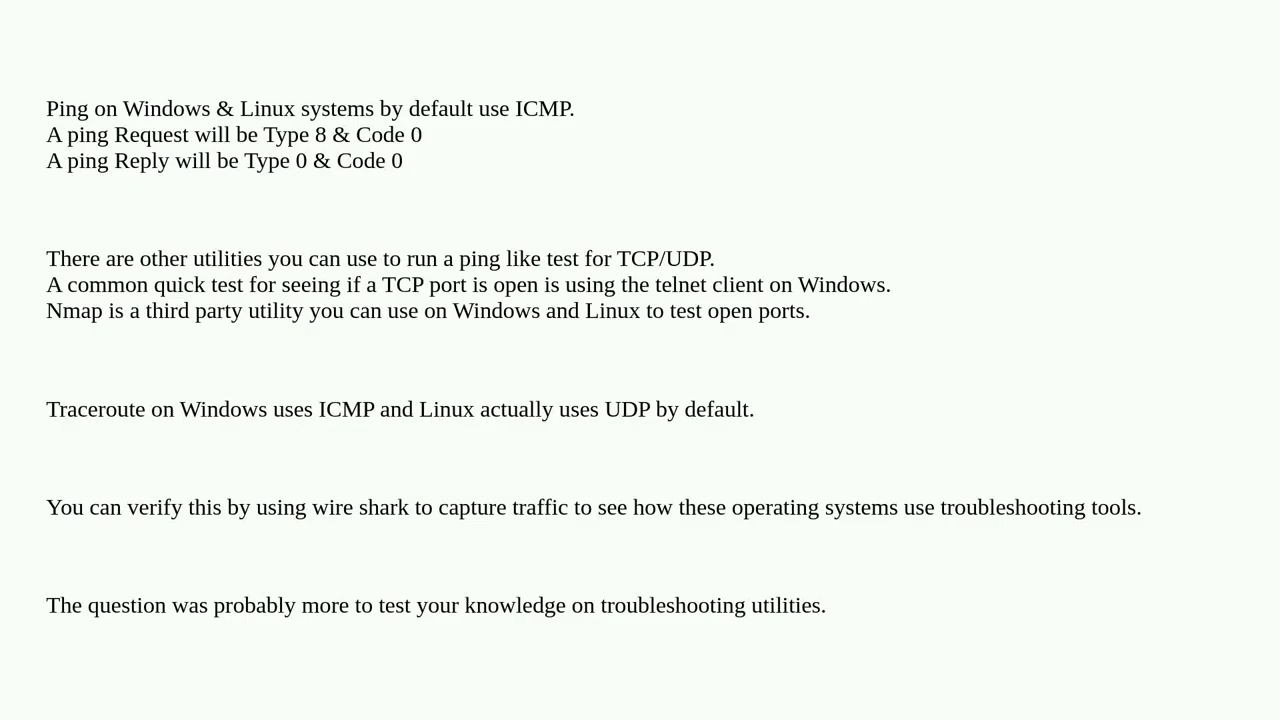 Ping on Windows & Linux systems by default use ICMP.
A ping Request will be Type 8 & Code 0
A ping Reply will be Type 0 & Code 0
There are other utilities you can use to run a ping like test for TCP/UDP.
A common quick test for seeing if a TCP port is open is using the telnet client on Windows.
Nmap is a third party utility you can use on Windows and Linux to test open ports.
Traceroute on Windows uses ICMP and Linux actually uses UDP by default.
You can verify this by using wire shark to capture traffic to see how these operating systems use troubleshooting tools.
The question was probably more to test your knowledge on troubleshooting utilities.